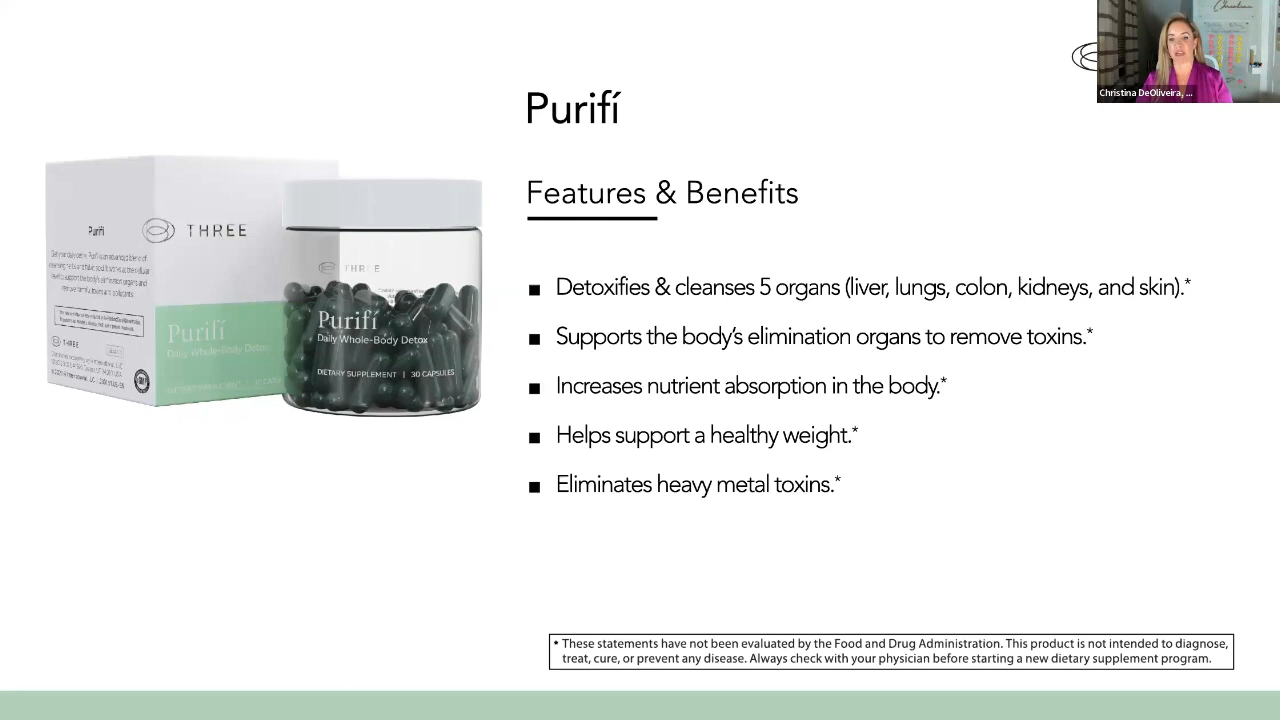 Christina DeOliveira, ...
Purifí
Features & Benefits
▪ Detoxifies & cleanses 5 organs (liver, lungs, colon, kidneys, and skin).*
▪ Supports the body's elimination organs to remove toxins.*
▪ Increases nutrient absorption in the body.*
▪ Helps support a healthy weight.*
▪ Eliminates heavy metal toxins.*
Purifí
THREE
Purifí
Daily Whole-Body Detox
THREE
THREE
Purifí
Daily Whole-Body Detox
DIETARY SUPPLEMENT | 30 CAPSULES
* These statements have not been evaluated by the Food and Drug Administration. This product is not intended to diagnose,
treat, cure, or prevent any disease. Always check with your physician before starting a new dietary supplement program.